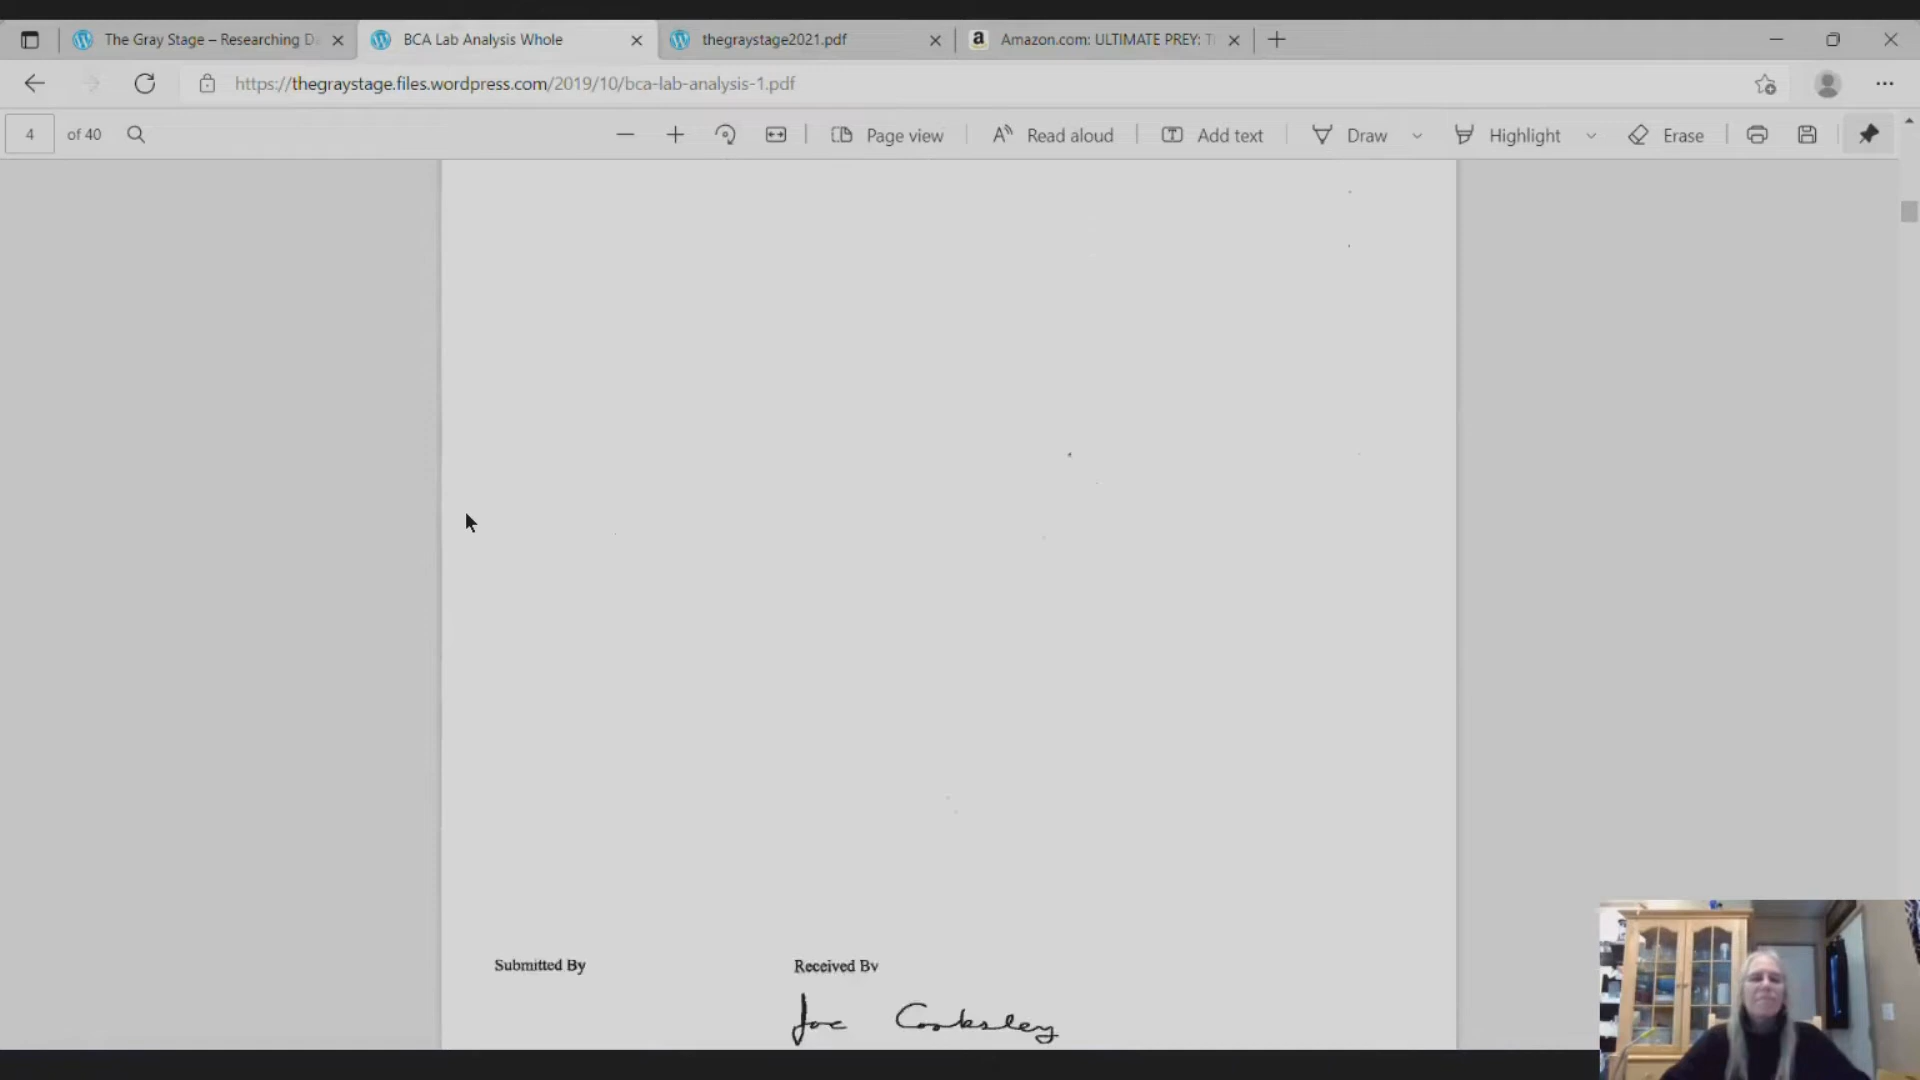 The Gray Stage – Researching D
BCA Lab Analysis Whole
thegraystage2021.pdf
Amazon.com: ULTIMATE PREY: T
https://thegraystage.files.wordpress.com/2019/10/bca-lab-analysis-1.pdf
4 of 40
Page view
Read aloud
Add text
Draw
Highlight
Erase
Submitted By
Received By
Joe Cooksley